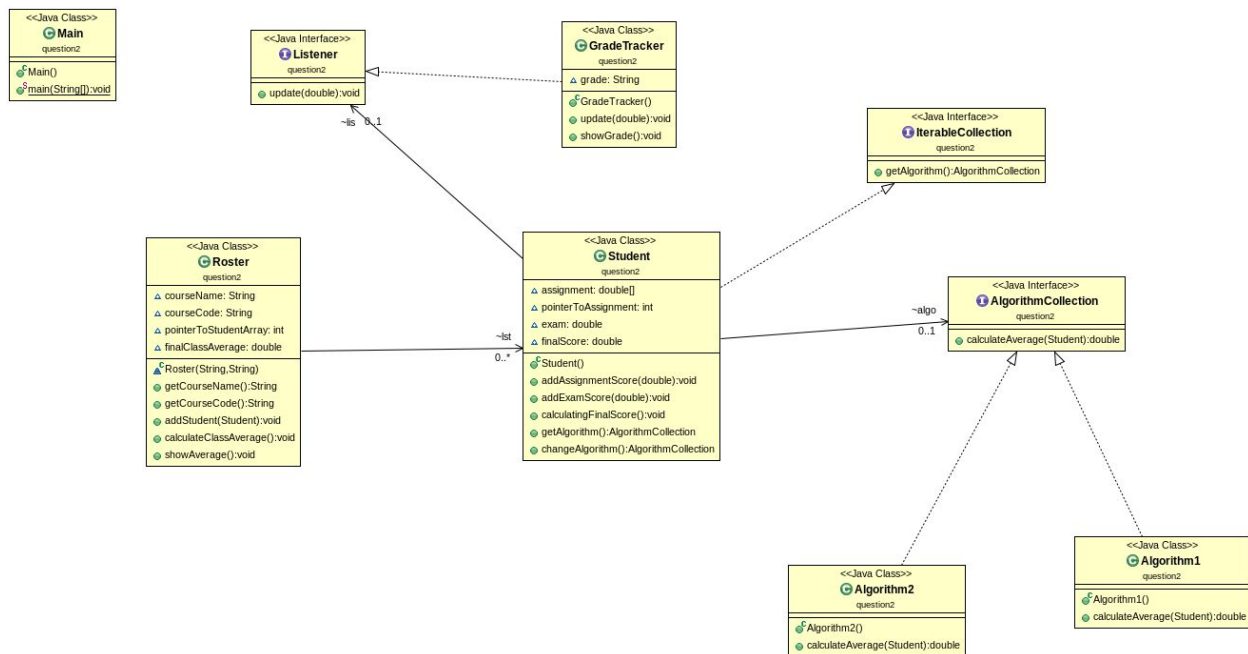 <<Java Class>>
Main
question2
Main()
main(String[]):void
<<Java Interface>>
Listener
question2
update(double):void
<<Java Class>>
GradeTracker
question2
grade: String
GradeTracker()
update(double):void
showGrade():void
~lis 0..1
<<Java Interface>>
IterableCollection
question2
getAlgorithm():AlgorithmCollection
<<Java Class>>
Roster
question2
courseName: String
courseCode: String
pointerToStudentArray: int
finalClassAverage: double
Roster(String,String)
getCourseName():String
getCourseCode():String
addStudent(Student):void
calculateClassAverage():void
showAverage():void
~lst
0..*
<<Java Class>>
Student
question2
assignment: double[]
pointerToAssignment: int
exam: double
finalScore: double
Student()
addAssignmentScore(double):void
addExamScore(double):void
calculatingFinalScore():void
getAlgorithm():AlgorithmCollection
changeAlgorithm():AlgorithmCollection
~algo
0..1
<<Java Interface>>
AlgorithmCollection
question2
calculateAverage(Student):double
<<Java Class>>
Algorithm2
question2
Algorithm2()
calculateAverage(Student):double
<<Java Class>>
Algorithm1
question2
Algorithm1()
calculateAverage(Student):double